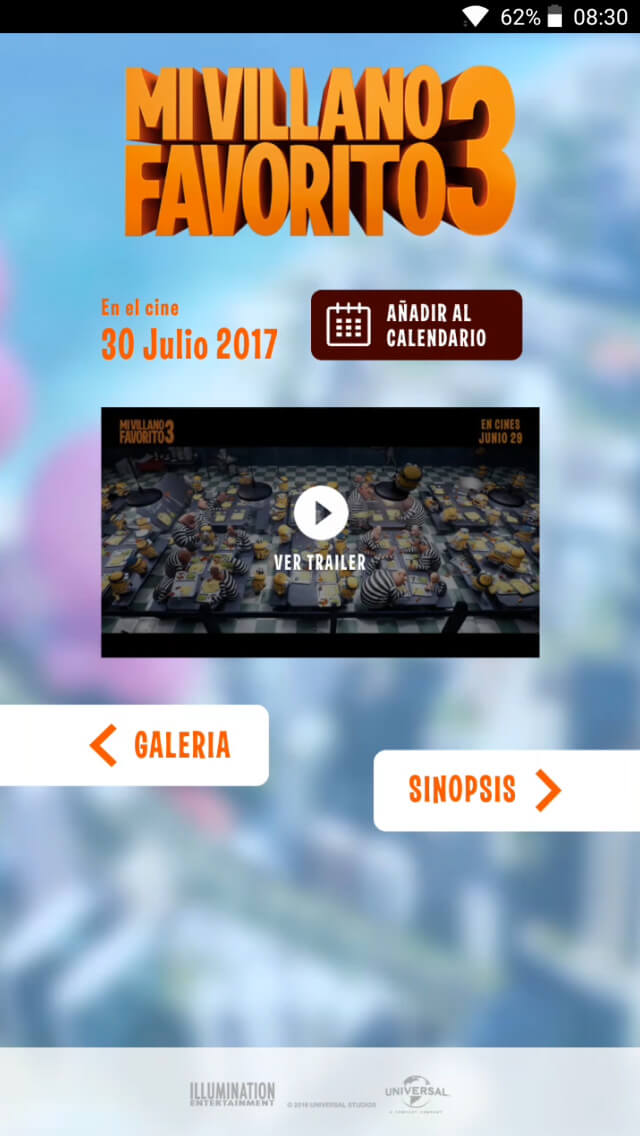 62% 08:30
MI VILLANO
FAVORITO 3
En el cine
30 Julio 2017
AÑADIR AL
CALENDARIO
MI VILLANO
FAVORITO 3
EN CINES
JUNIO 29
VER TRAILER
GALERIA
SINOPSIS
ILLUMINATION
ENTERTAINMENT
© 2016 UNIVERSAL STUDIOS
UNIVERSAL
A COMCAST COMPANY